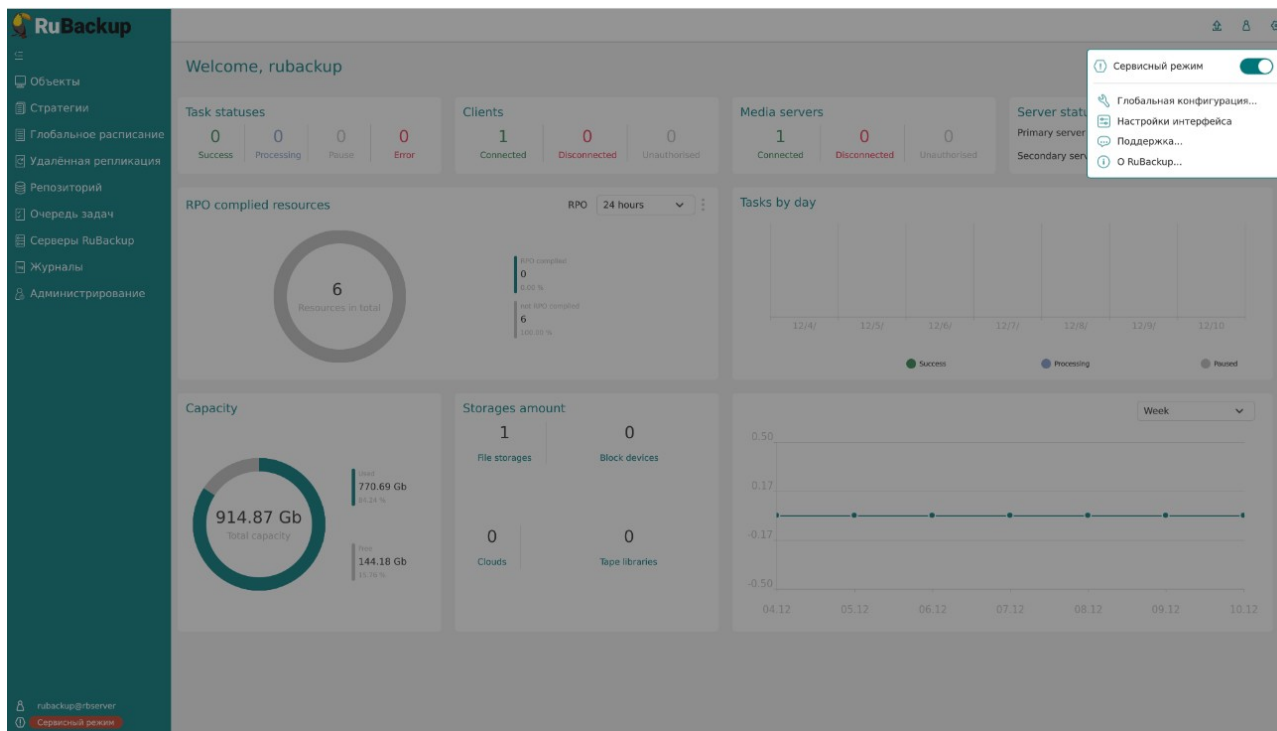 RuBackup
Объекты
Стратегии
Глобальное расписание
Удалённая репликация
Репозиторий
Очередь задач
Серверы RuBackup
Журналы
Администрирование
rubackup@rbserver
Сервисный режим
Welcome, rubackup
Task statuses
0 0 0 0
Success Processing Pause Error
Clients
1 0 0
Connected Disconnected Unauthorised
Media servers
1 0 0
Connected Disconnected Unauthorised
Server
Primary server
Secondary
Сервисный режим
Глобальная конфигурация...
Настройки интерфейса
Поддержка...
О RuBackup...
RPO complied resources
RPO 24 hours
6
Resources in total
RPO complied
0
0.00 %
not RPO complied
6
100.00 %
Tasks by day
12/4/ 12/5/ 12/6/ 12/7/ 12/8/ 12/9/ 12/10
Success Processing Paused
Capacity
914.87 Gb
Total capacity
Used
770.69 Gb
84.24 %
Free
144.18 Gb
Storages amount
1 0
File storages Block devices
0 0
Clouds Tape libraries
Week
0.50
0.17
-0.17
-0.50
04.12 05.12 06.12 07.12 08.12 09.12 10.12